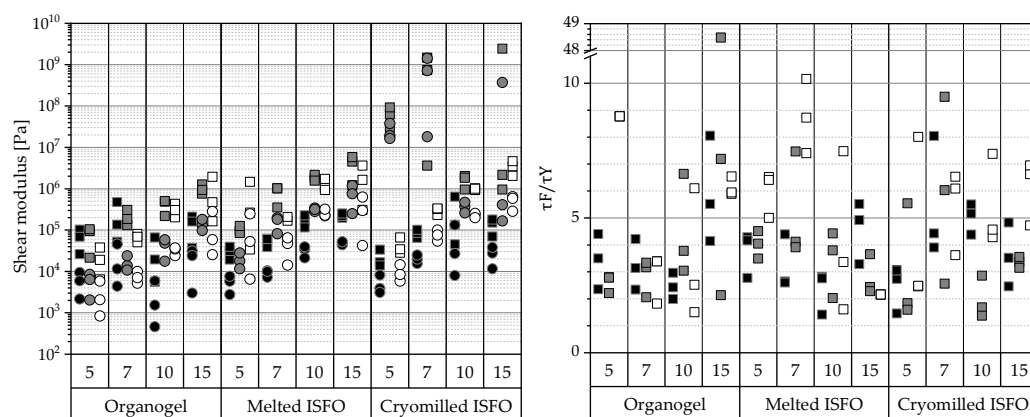 Shear modulus [Pa]
10^10
10^9
10^8
10^7
10^6
10^5
10^4
10^3
10^2
5 7 10 15 5 7 10 15 5 7 10 15
Organogel Melted ISFO Cryomilled ISFO
τF/τY
49
48
10
5
0
5 7 10 15 5 7 10 15 5 7 10 15
Organogel Melted ISFO Cryomilled ISFO